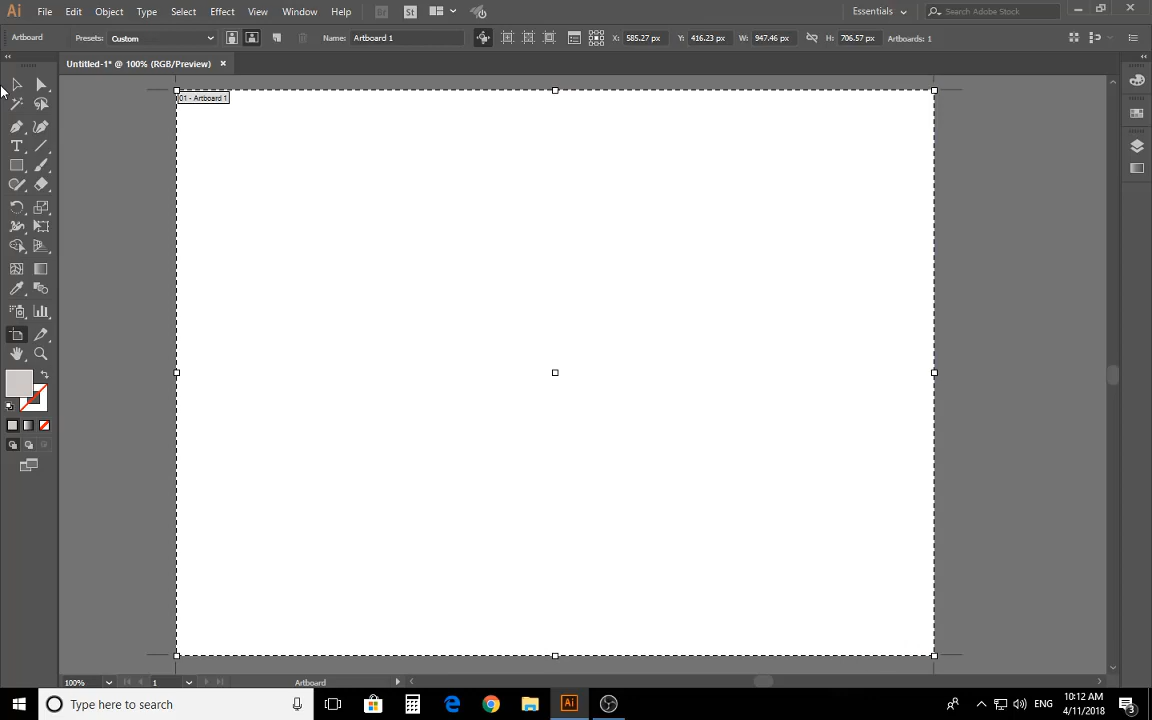 Ai File Edit Object Type Select Effect View Window Help Br St Essentials Search Adobe Stock
Artboard Presets: Custom Name: Artboard 1 X: 585.27 px Y: 416.23 px W: 947.46 px H: 706.57 px Artboards: 1
Untitled-1* @ 100% (RGB/Preview) ×
01 - Artboard 1
T
100% 1 Artboard
Type here to search Ai ENG 10:12 AM
4/11/2018 3